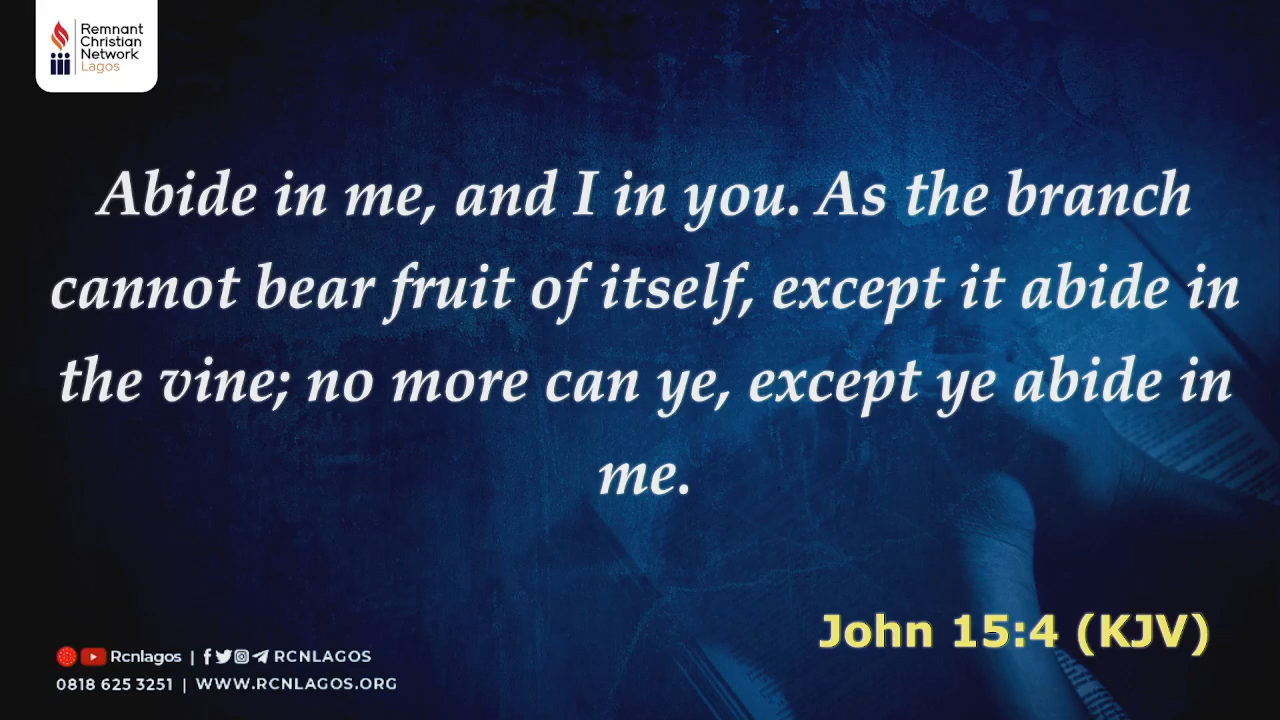 Remnant
Christian
Network
Lagos
Abide in me, and I in you. As the branch
cannot bear fruit of itself, except it abide in
the vine; no more can ye, except ye abide in
me.
John 15:4 (KJV)
Rcnlagos | RCNLAGOS
0818 625 3251 | WWW.RCNLAGOS.ORG